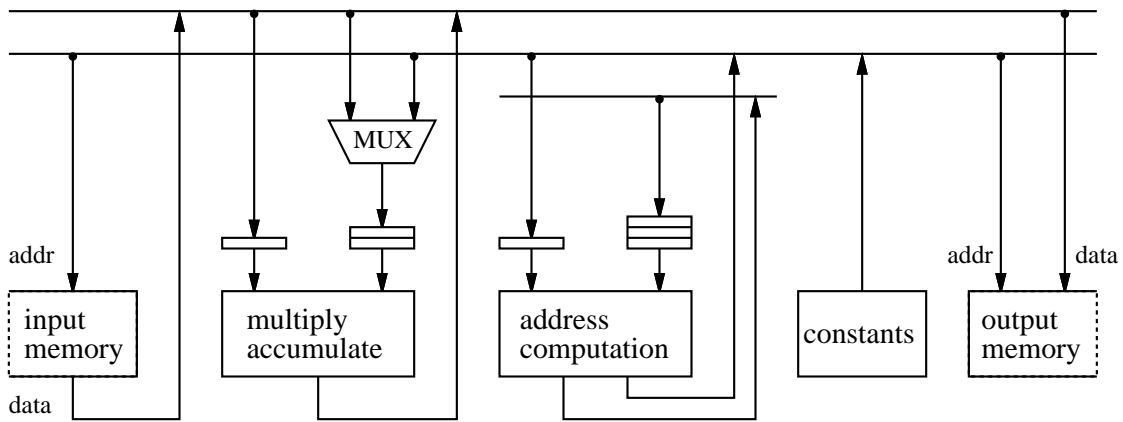 MUX
addr
addr
data
input
memory
multiply
accumulate
address
computation
constants
output
memory
data